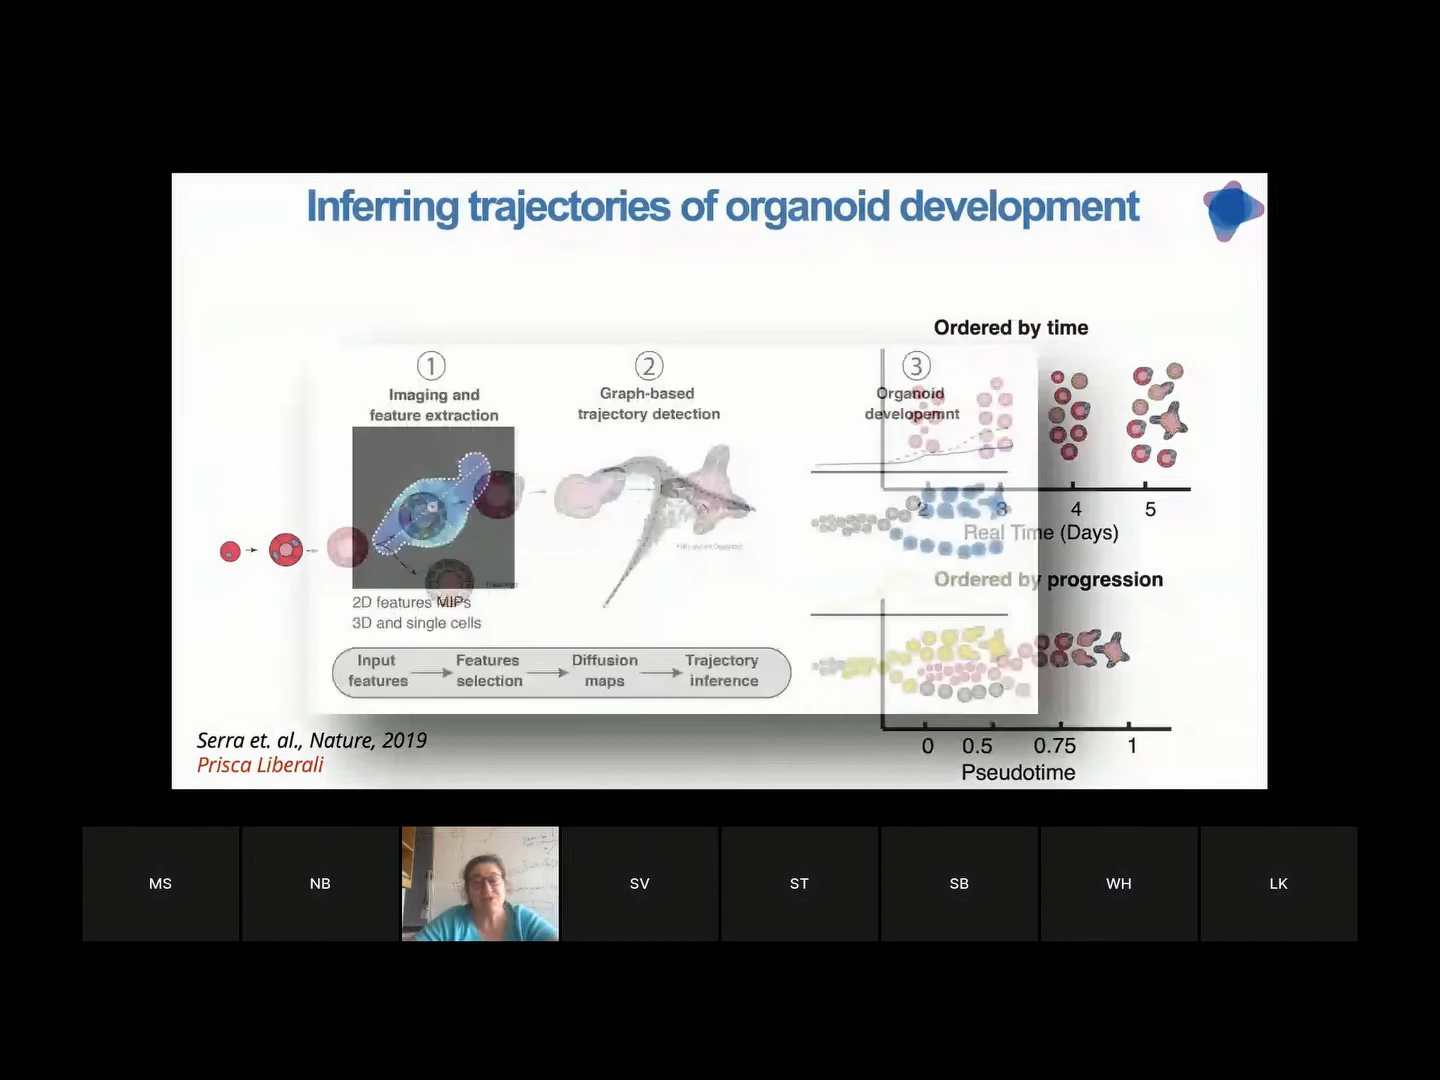 Inferring trajectories of organoid development
Ordered by time
1
Imaging and
feature extraction
2
Graph-based
trajectory detection
3
Organoid
developemnt
2 3 4 5
Real Time (Days)
Ordered by progression
2D features MIPs
3D and single cells
Input
features
Features
selection
Diffusion
maps
Trajectory
inference
0 0.5 0.75 1
Pseudotime
Serra et. al., Nature, 2019
Prisca Liberali
MS
NB
SV
ST
SB
WH
LK